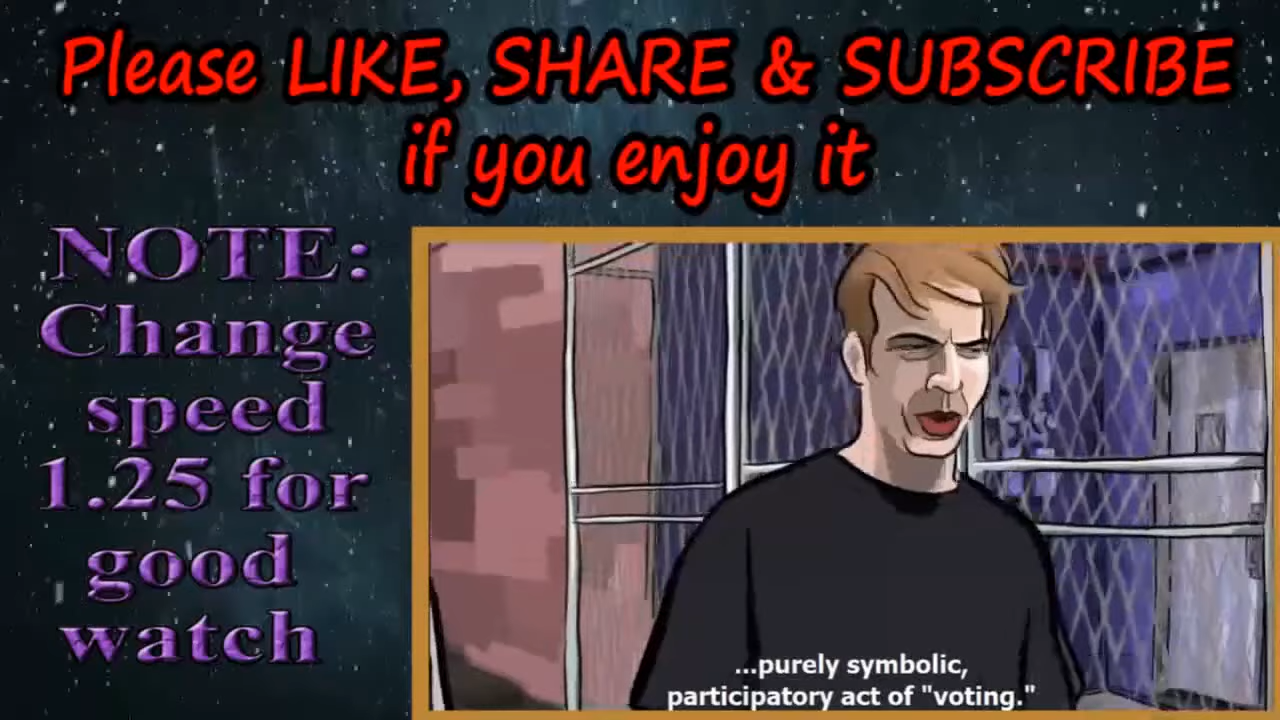 Please LIKE, SHARE & SUBSCRIBE
if you enjoy it
NOTE:
Change
speed
1.25 for
good
watch
...purely symbolic,
participatory act of "voting."